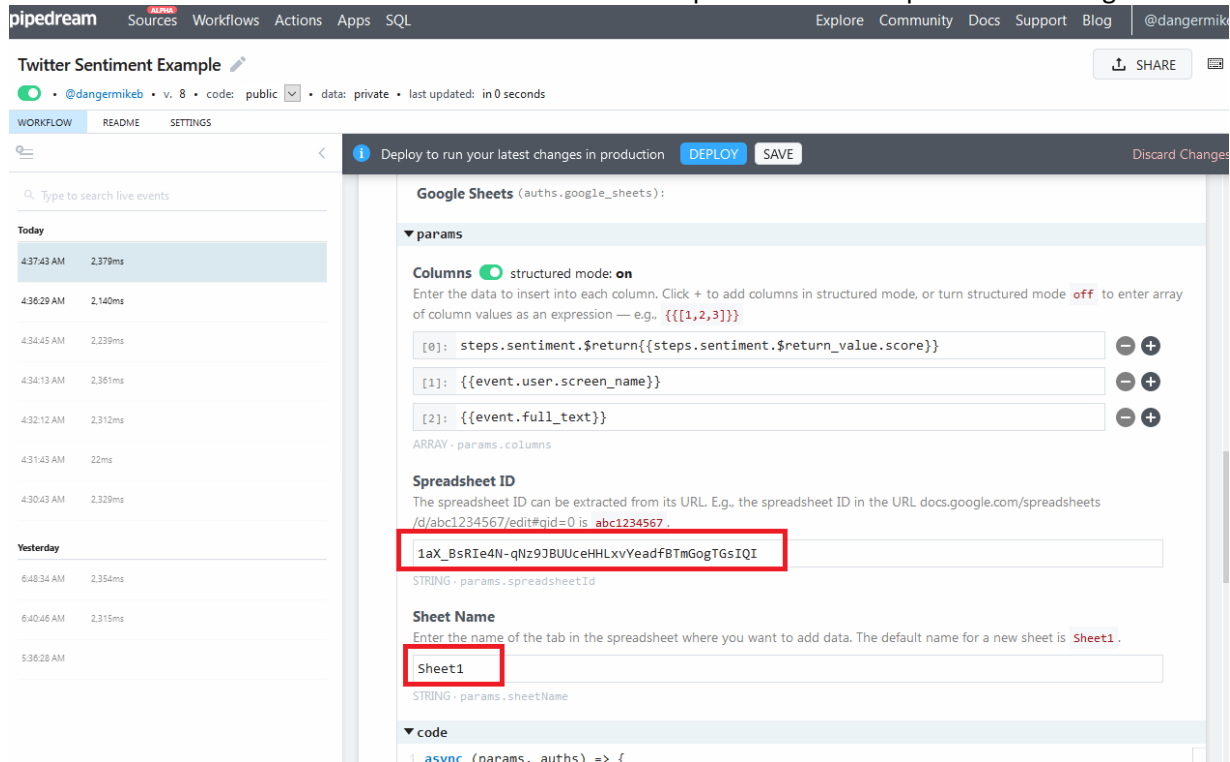 pipedream Sources ALPHA Workflows Actions Apps SQL Explore Community Docs Support Blog @dangermike
Twitter Sentiment Example SHARE
• @dangermikeb • v. 8 • code: public • data: private • last updated: in 0 seconds
WORKFLOW README SETTINGS
Deploy to run your latest changes in production DEPLOY SAVE Discard Changes
Type to search live events
Today
4:37:43 AM 2,379ms
4:36:29 AM 2,140ms
4:34:45 AM 2,239ms
4:34:13 AM 2,361ms
4:32:12 AM 2,312ms
4:31:43 AM 22ms
4:30:43 AM 2,329ms
Yesterday
6:48:34 AM 2,354ms
6:40:46 AM 2,315ms
5:36:28 AM
Google Sheets (auths.google_sheets):
params
Columns structured mode: on
Enter the data to insert into each column. Click + to add columns in structured mode, or turn structured mode off to enter array
of column values as an expression — e.g., {{[1,2,3]}}
[0]: steps.sentiment.$return{{steps.sentiment.$return_value.score}}
[1]: {{event.user.screen_name}}
[2]: {{event.full_text}}
ARRAY · params.columns
Spreadsheet ID
The spreadsheet ID can be extracted from its URL. E.g., the spreadsheet ID in the URL docs.google.com/spreadsheets
/d/abc1234567/edit#gid=0 is abc1234567.
1aX_BsRIe4N-qNz9JBUUceHHLxvYeadfBTmGogTGsIQI
STRING · params.spreadsheetId
Sheet Name
Enter the name of the tab in the spreadsheet where you want to add data. The default name for a new sheet is Sheet1.
Sheet1
STRING · params.sheetName
code
1 async (params, auths) => {